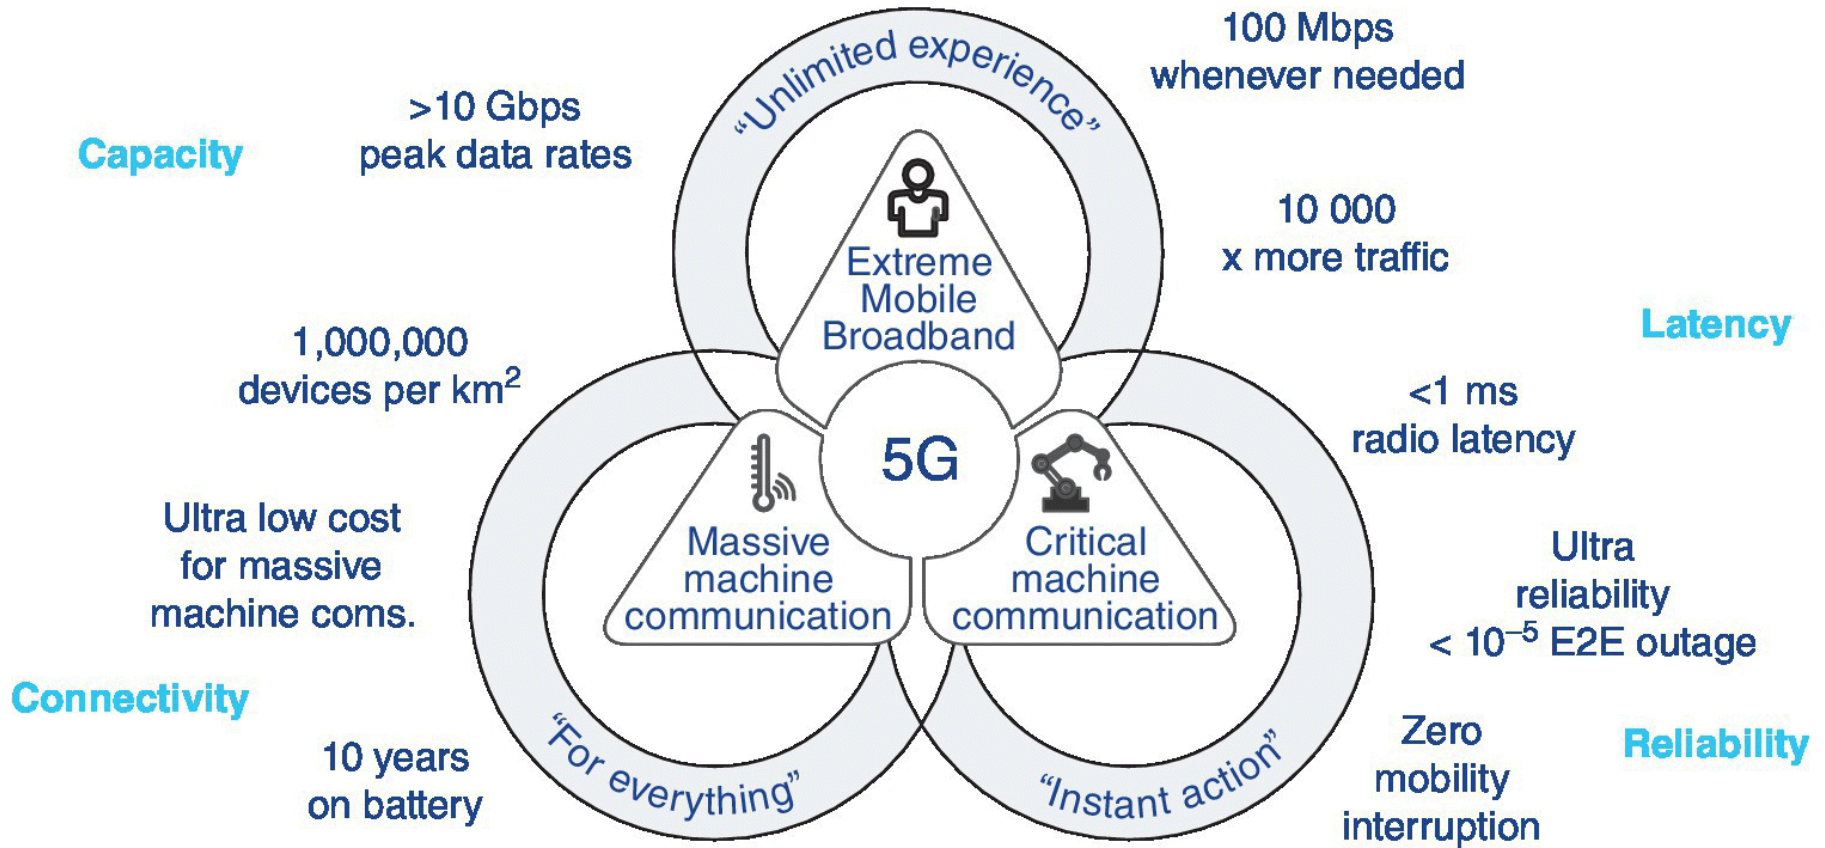 “Unlimited experience”
100 Mbps
whenever needed
>10 Gbps
peak data rates
Capacity
10 000
x more traffic
Extreme
Mobile
Broadband
Latency
1,000,000
devices per km²
<1 ms
radio latency
5G
Ultra low cost
for massive
machine coms.
Massive
machine
communication
Critical
machine
communication
Ultra
reliability
< 10⁻⁵ E2E outage
Connectivity
10 years
on battery
“For everything”
“Instant action”
Zero
mobility
interruption
Reliability